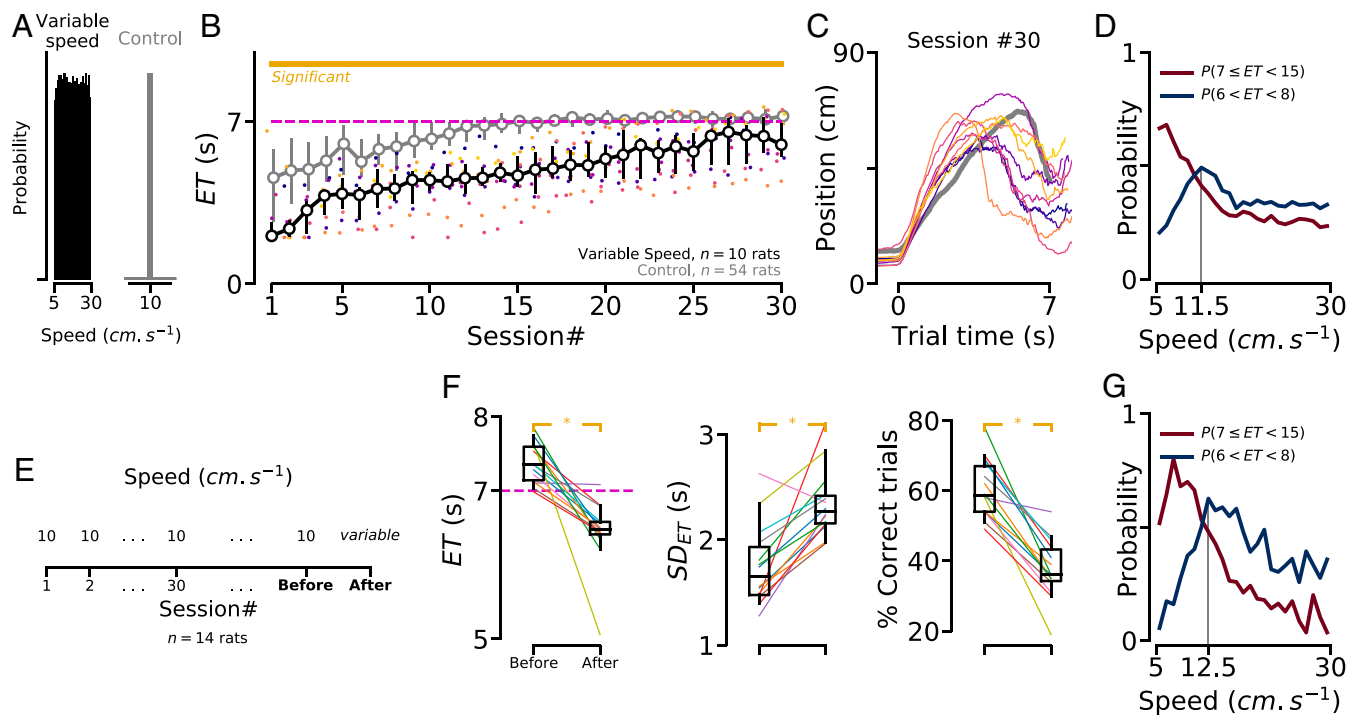 A
Variable
speed
Control
Probability
5 30
10
Speed (cm. s⁻¹)
B
Significant
7
0
ET (s)
Variable Speed, n = 10 rats
Control, n = 54 rats
1 5 10 15 20 25 30
Session#
C
Session #30
90
0
Position (cm)
0 7
Trial time (s)
D
1
0
Probability
P(7 ≤ ET < 15)
P(6 < ET < 8)
5 11.5 30
Speed (cm. s⁻¹)
E
Speed (cm. s⁻¹)
10 10 . . . 10 . . . 10 variable
1 2 . . . 30 . . . Before After
Session#
n = 14 rats
F
8
7
5
ET (s)
*
Before After
3
2
1
SD_ET (s)
*
80
60
40
20
% Correct trials
*
G
1
0
Probability
P(7 ≤ ET < 15)
P(6 < ET < 8)
5 12.5 30
Speed (cm. s⁻¹)